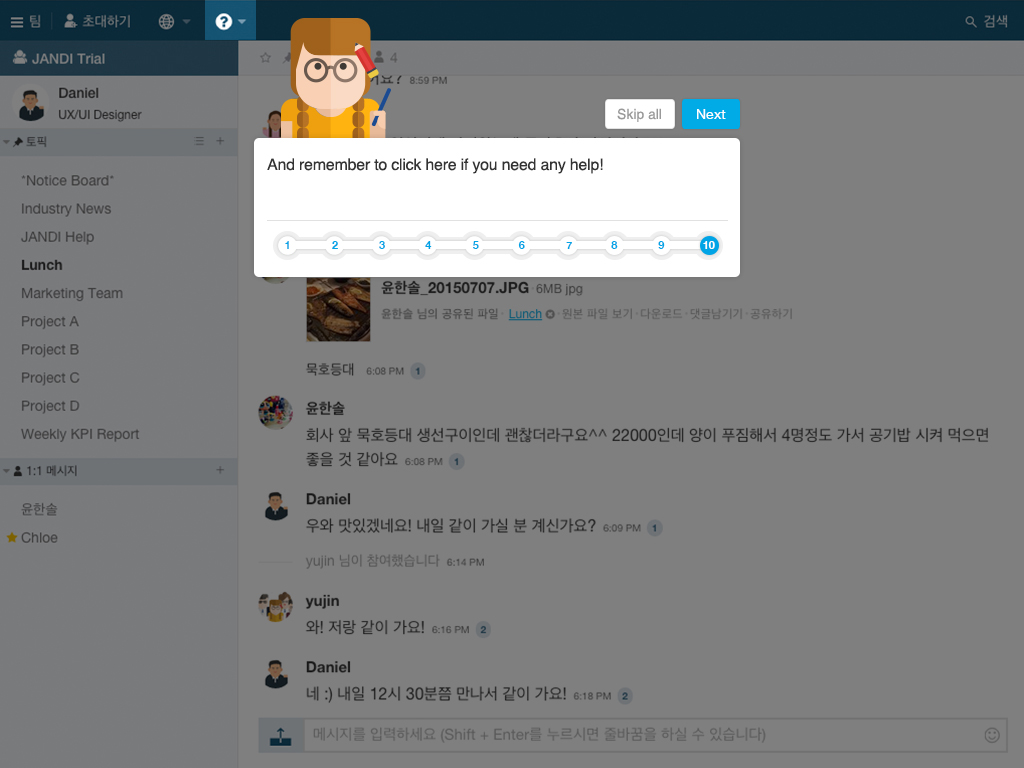 팀
초대하기
?
검색
JANDI Trial
4
Daniel
UX/UI Designer
토픽
*Notice Board*
Industry News
JANDI Help
Lunch
Marketing Team
Project A
Project B
Project C
Project D
Weekly KPI Report
1:1 메시지
윤한솔
Chloe
8:59 PM
Skip all
Next
And remember to click here if you need any help!
1 2 3 4 5 6 7 8 9 10
윤한솔_20150707.JPG · 6MB jpg
윤한솔 님의 공유된 파일 · Lunch · 원본 파일 보기 · 다운로드 · 댓글남기기 · 공유하기
묵호등대 6:08 PM 1
윤한솔
회사 앞 묵호등대 생선구이인데 괜찮더라구요^^ 22000인데 양이 푸짐해서 4명정도 가서 공기밥 시켜 먹으면
좋을 것 같아요 6:08 PM 1
Daniel
우와 맛있겠네요! 내일 같이 가실 분 계신가요? 6:09 PM 1
yujin 님이 참여했습니다 6:14 PM
yujin
와! 저랑 같이 가요! 6:16 PM 2
Daniel
네 :) 내일 12시 30분쯤 만나서 같이 가요! 6:18 PM 2
메시지를 입력하세요 (Shift + Enter를 누르시면 줄바꿈을 하실 수 있습니다)